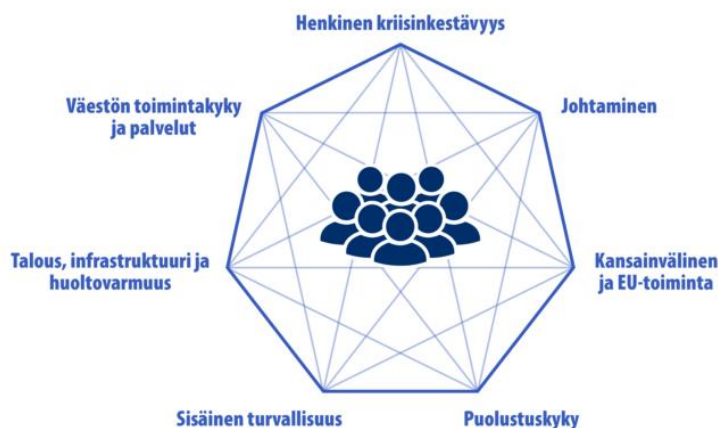 Henkinen kriisinkestävyys
Väestön toimintakyky
ja palvelut
Johtaminen
Talous, infrastruktuuri ja
huoltovarmuus
Kansainvälinen
ja EU-toiminta
Sisäinen turvallisuus
Puolustuskyky